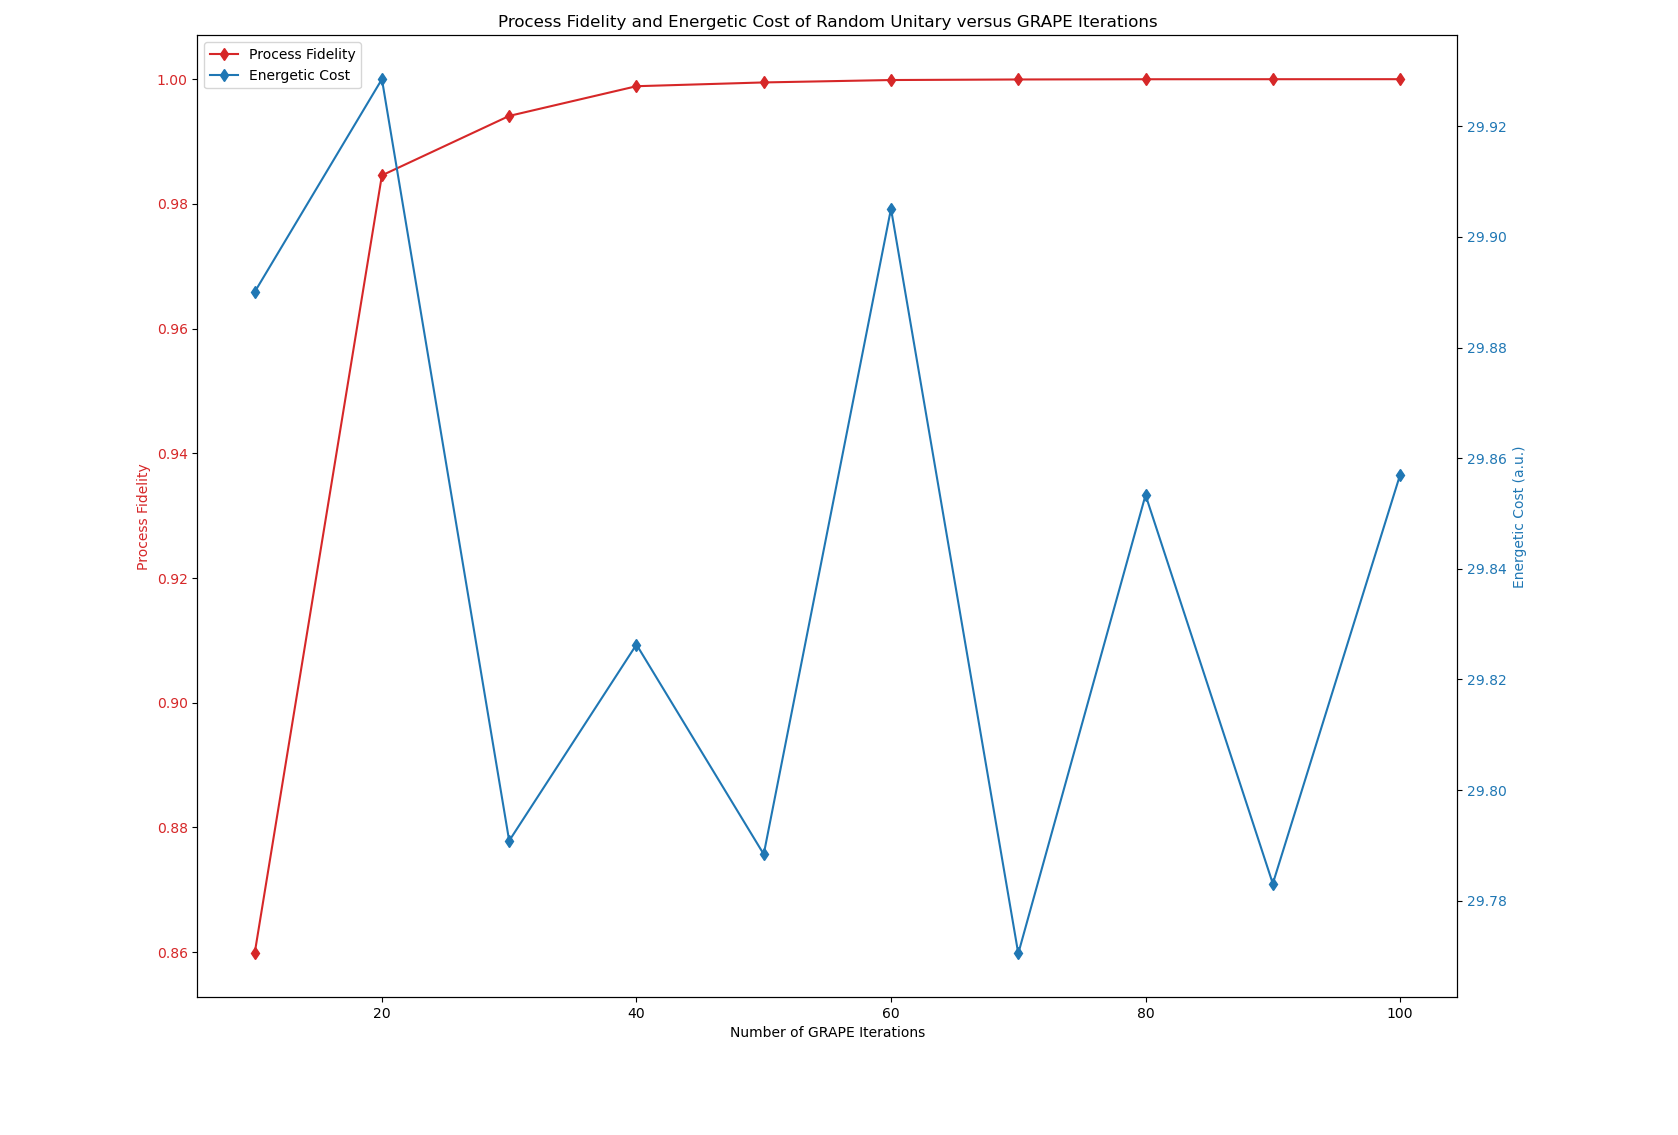 Process Fidelity and Energetic Cost of Random Unitary versus GRAPE Iterations
Process Fidelity
Energetic Cost
1.00
0.98
0.96
0.94
0.92
0.90
0.88
0.86
Process Fidelity
29.92
29.90
29.88
29.86
29.84
29.82
29.80
29.78
Energetic Cost (a.u.)
20 40 60 80 100
Number of GRAPE Iterations